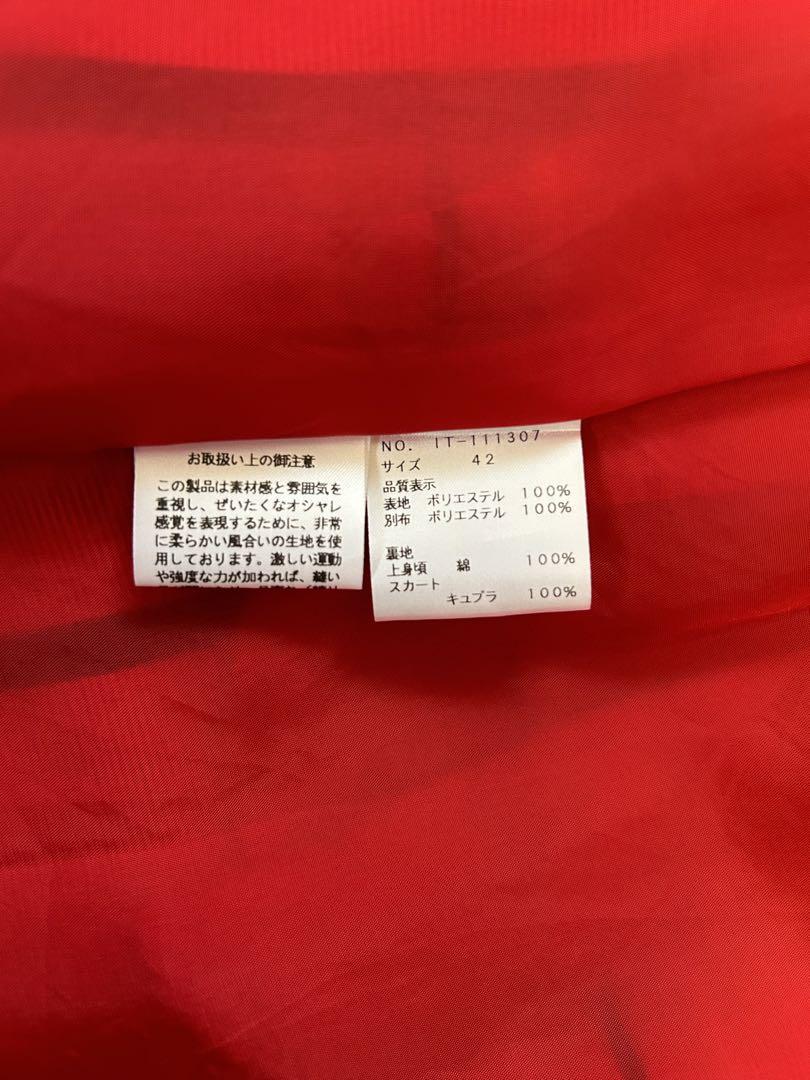 お取扱い上の御注意
この製品は素材感と雰囲気を
重視し、ぜいたくなオシャレ
感覚を表現するために、非常
に柔らかい風合いの生地を使
用しております。激しい運動
や強度な力が加われば、縫い
NO. IT-111307
サイズ 42
品質表示
表地 ポリエステル 100%
別布 ポリエステル 100%
裏地
上身頃 綿 100%
スカート
キュプラ 100%